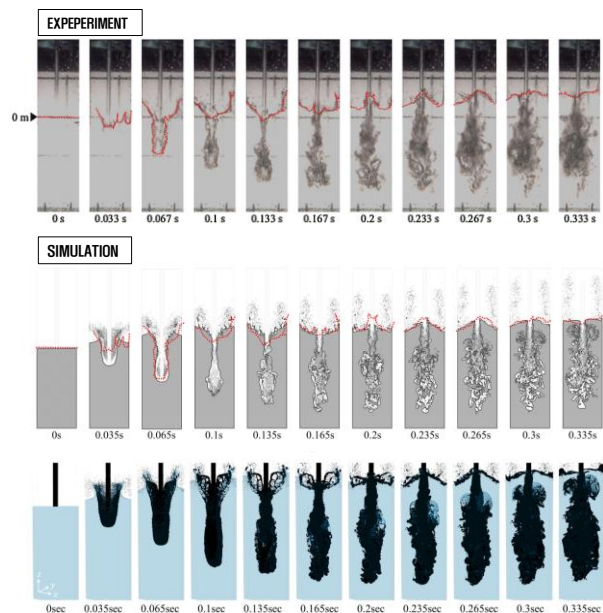 EXPEPERIMENT
0 m
0 s 0.033 s 0.067 s 0.1 s 0.133 s 0.167 s 0.2 s 0.233 s 0.267 s 0.3 s 0.333 s
SIMULATION
0s 0.035s 0.065s 0.1s 0.135s 0.165s 0.2s 0.235s 0.265s 0.3s 0.335s
0sec 0.035sec 0.065sec 0.1sec 0.135sec 0.165sec 0.2sec 0.235sec 0.265sec 0.3sec 0.335sec